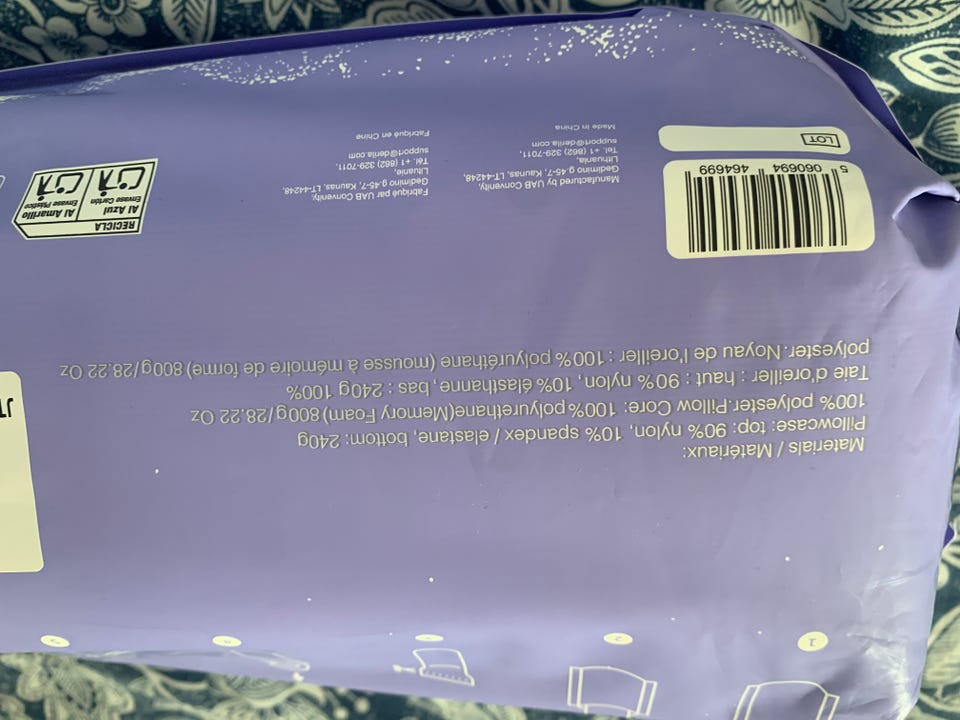 1
2
Materials / Matériaux:
Pillowcase: top: 90% nylon, 10% spandex / elastane, bottom: 240g
100% polyester.Pillow Core: 100% polyurethane(Memory Foam) 800g/28.22 Oz
Taie d'oreiller : haut : 90% nylon , 10% élasthanne, bas : 240g 100%
polyester.Noyau de l'oreiller : 100% polyuréthane (mousse à mémoire de forme) 800g/28.22 Oz
5 060694 464699
LOT
Manufactured by UAB Convenity,
Gedimino g.45-7, Kaunas, LT-44248,
Lithuania,
Tel. +1 (862) 329-7011,
support@derila.com
Made in China
Fabriqué par UAB Convenity,
Gedimino g.45-7, Kaunas, LT-44248,
Lituanie,
Tél. +1 (862) 329-7011,
support@derila.com
Fabriqué en Chine
RECICLA
Al Amarillo
Envase Plástico
Al Azul
Envase Cartón